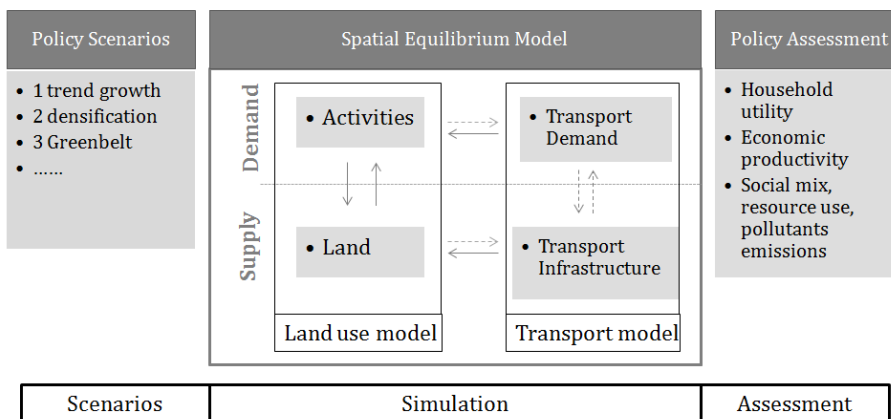 Policy Scenarios
• 1 trend growth
• 2 densification
• 3 Greenbelt
• ......
Spatial Equilibrium Model
Demand
Supply
• Activities
• Land
Land use model
• Transport
Demand
• Transport
Infrastructure
Transport model
Policy Assessment
• Household
utility
• Economic
productivity
• Social mix,
resource use,
pollutants
emissions
Scenarios
Simulation
Assessment